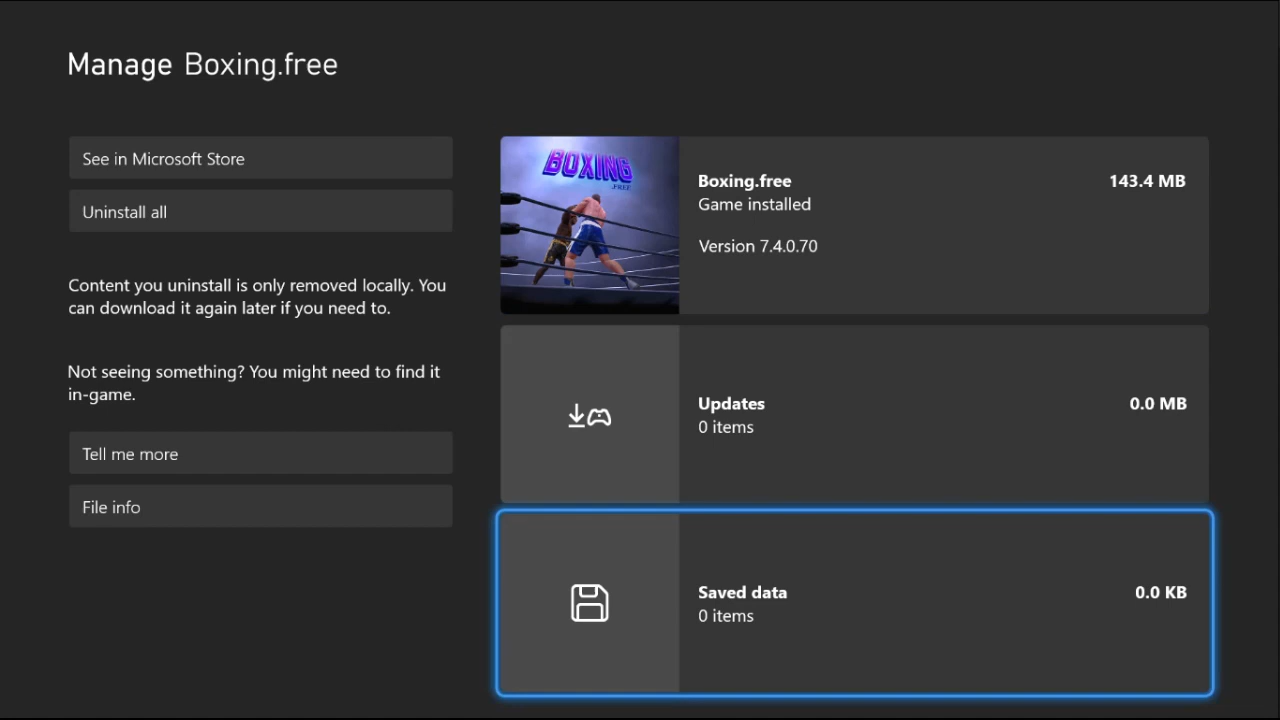 Manage Boxing.free
See in Microsoft Store
Uninstall all
Content you uninstall is only removed locally. You
can download it again later if you need to.
Not seeing something? You might need to find it
in-game.
Tell me more
File info
BOXING
.FREE
Boxing.free 143.4 MB
Game installed
Version 7.4.0.70
Updates 0.0 MB
0 items
Saved data 0.0 KB
0 items